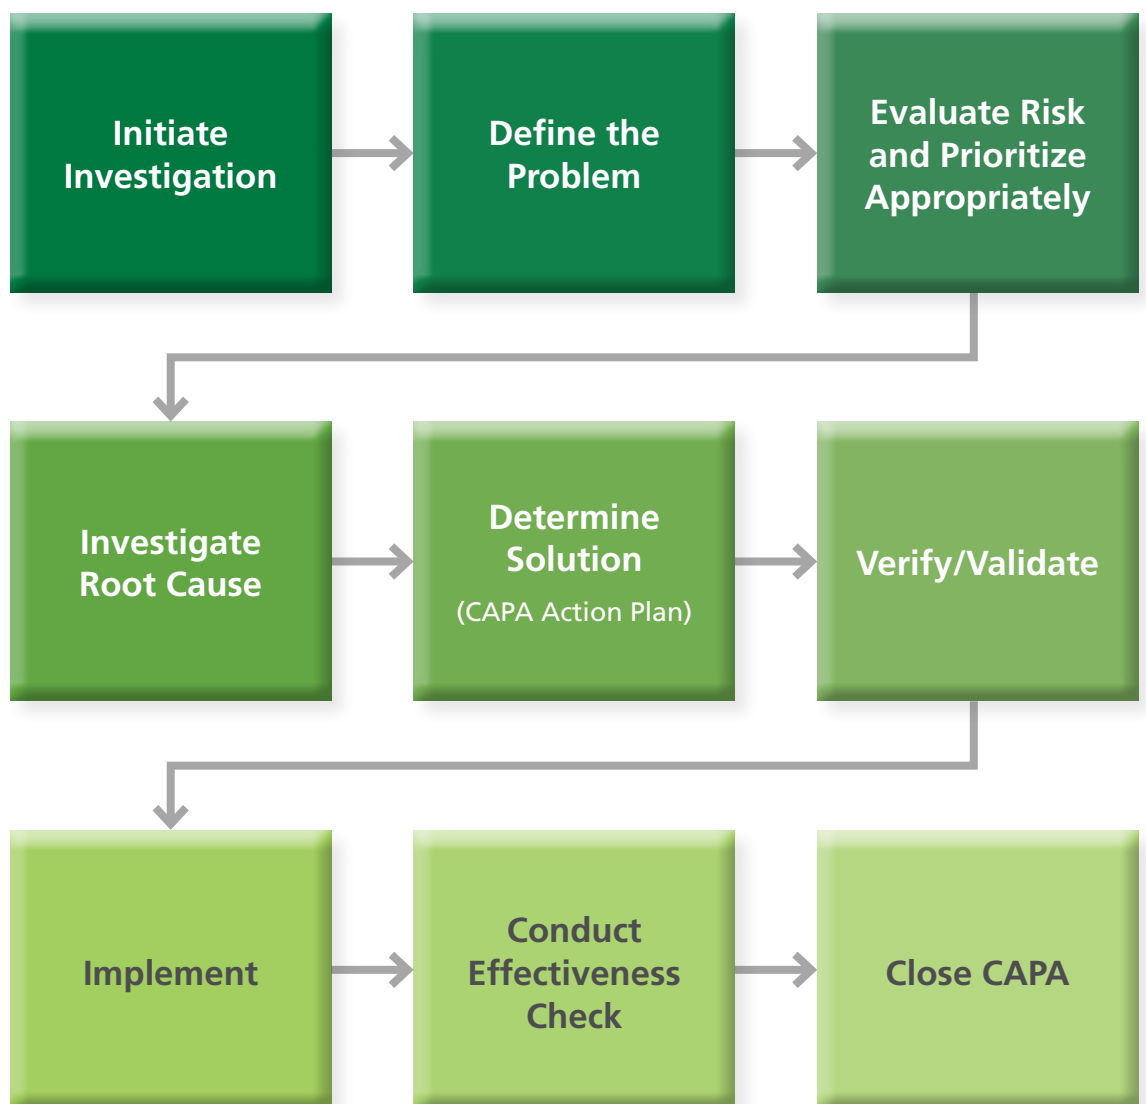 Initiate
Investigation
Define the
Problem
Evaluate Risk
and Prioritize
Appropriately
Investigate
Root Cause
Determine
Solution
(CAPA Action Plan)
Verify/Validate
Implement
Conduct
Effectiveness
Check
Close CAPA